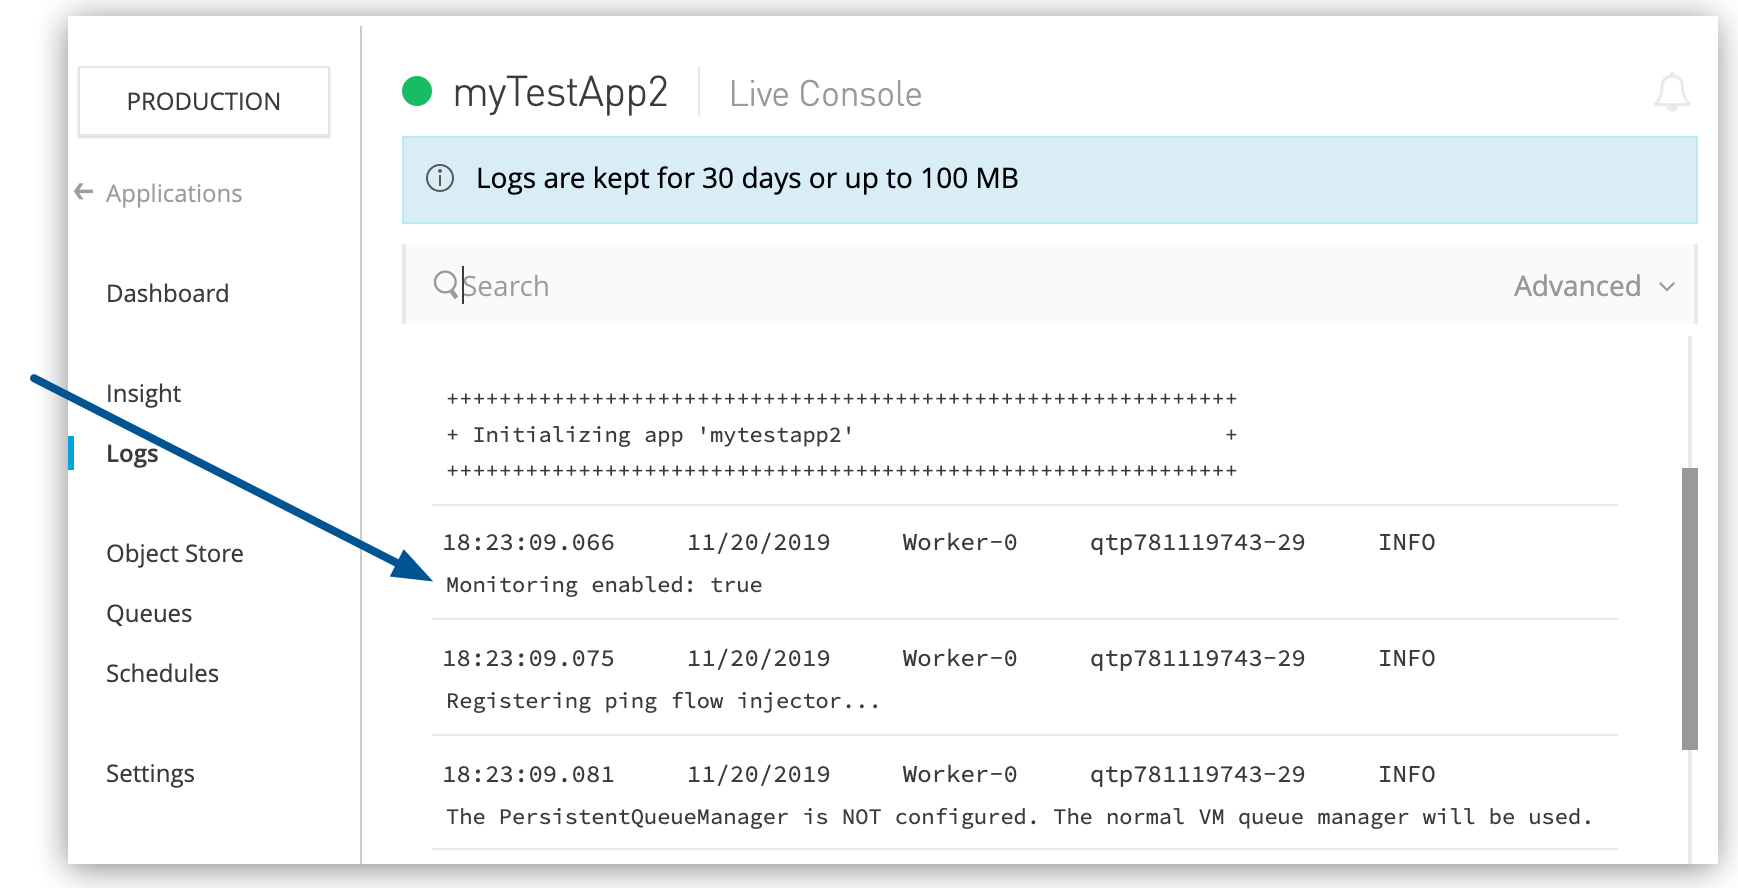 PRODUCTION
Applications
Dashboard
Insight
Logs
Object Store
Queues
Schedules
Settings
myTestApp2 Live Console
Logs are kept for 30 days or up to 100 MB
Search Advanced
++++++++++++++++++++++++++++++++++++++++++++++++++++++++++++
+ Initializing app 'mytestapp2' +
++++++++++++++++++++++++++++++++++++++++++++++++++++++++++++
18:23:09.066 11/20/2019 Worker-0 qtp781119743-29 INFO
Monitoring enabled: true
18:23:09.075 11/20/2019 Worker-0 qtp781119743-29 INFO
Registering ping flow injector...
18:23:09.081 11/20/2019 Worker-0 qtp781119743-29 INFO
The PersistentQueueManager is NOT configured. The normal VM queue manager will be used.